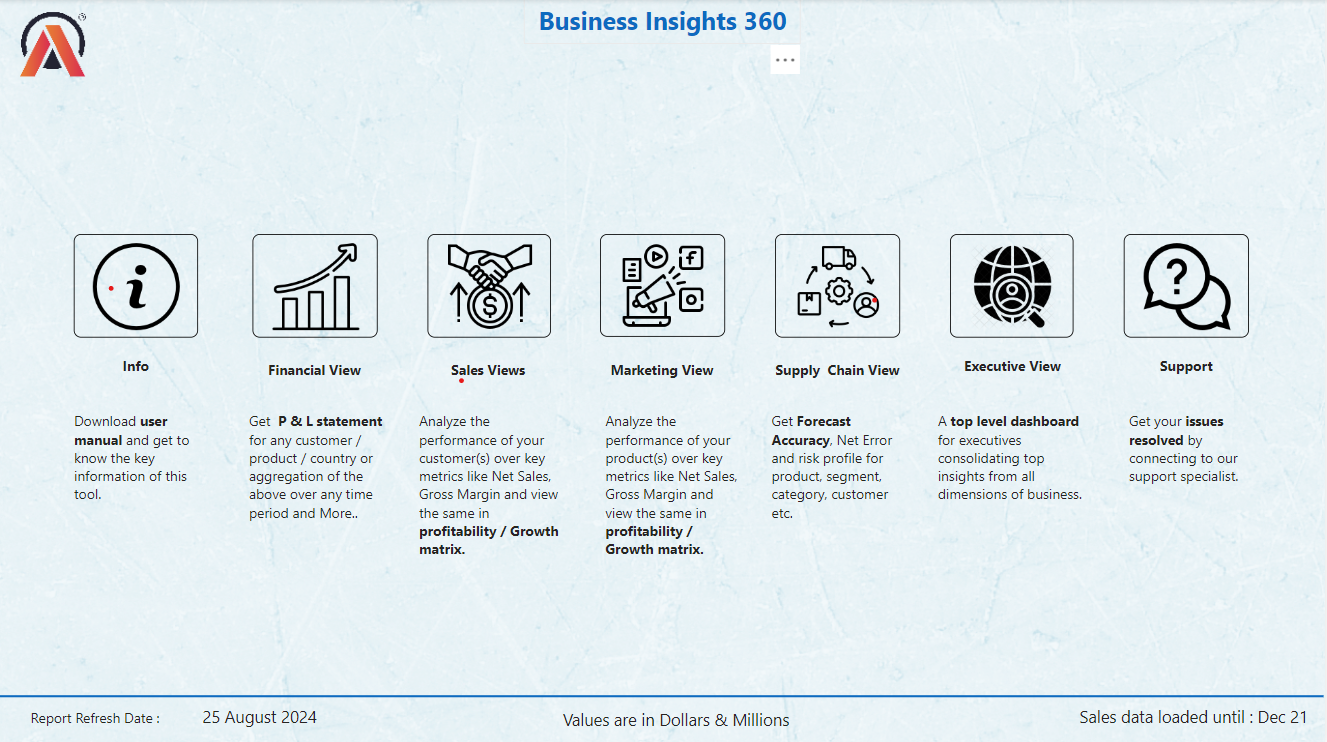 Business Insights 360
Info
Download user
manual and get to
know the key
information of this
tool.
Financial View
Get P & L statement
for any customer /
product / country or
aggregation of the
above over any time
period and More..
Sales Views
Analyze the
performance of your
customer(s) over key
metrics like Net Sales,
Gross Margin and view
the same in
profitability / Growth
matrix.
Marketing View
Analyze the
performance of your
product(s) over key
metrics like Net Sales,
Gross Margin and
view the same in
profitability /
Growth matrix.
Supply Chain View
Get Forecast
Accuracy, Net Error
and risk profile for
product, segment,
category, customer
etc.
Executive View
A top level dashboard
for executives
consolidating top
insights from all
dimensions of business.
Support
Get your issues
resolved by
connecting to our
support specialist.
Report Refresh Date : 25 August 2024
Values are in Dollars & Millions
Sales data loaded until : Dec 21